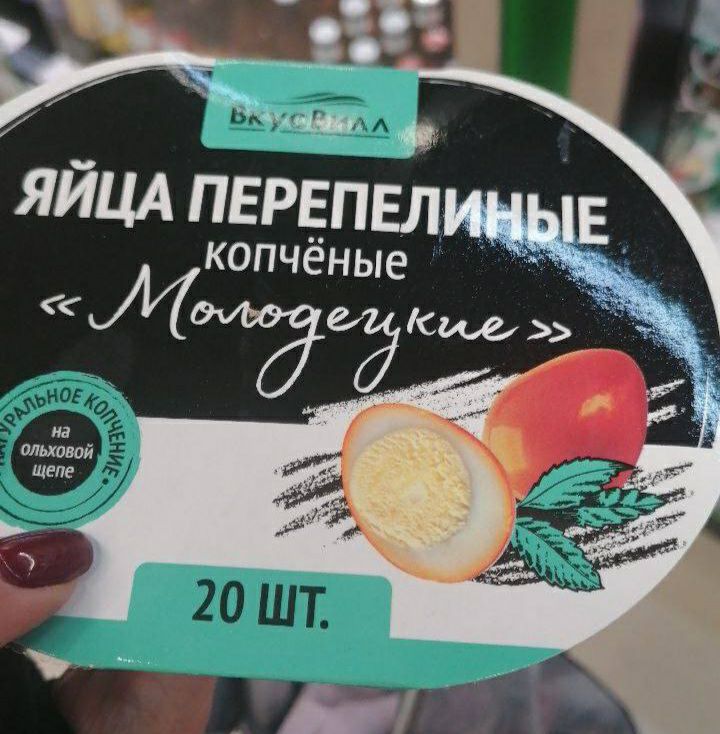 ВкусВилл
ЯЙЦА ПЕРЕПЕЛИНЫЕ
копчёные
«Молодецкие»
НАТУРАЛЬНОЕ КОПЧЕНИЕ
на
ольховой
щепе
20 ШТ.